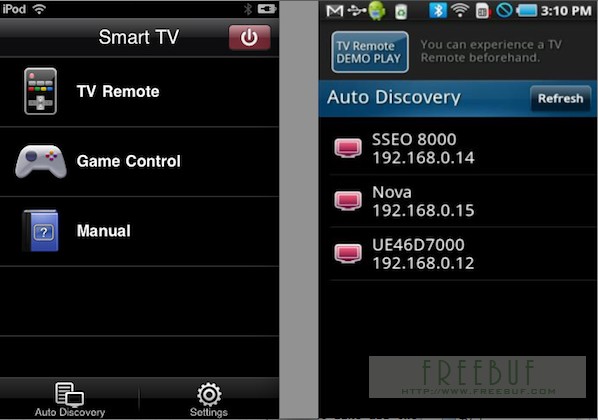 iPod
Smart TV
TV Remote
Game Control
Manual
Auto Discovery
Settings
3:10 PM
TV Remote
DEMO PLAY
You can experience a TV
Remote beforehand.
Auto Discovery
Refresh
SSEO 8000
192.168.0.14
Nova
192.168.0.15
UE46D7000
192.168.0.12
FREEBUF
HTTP://WWW.FREEBUF.COM